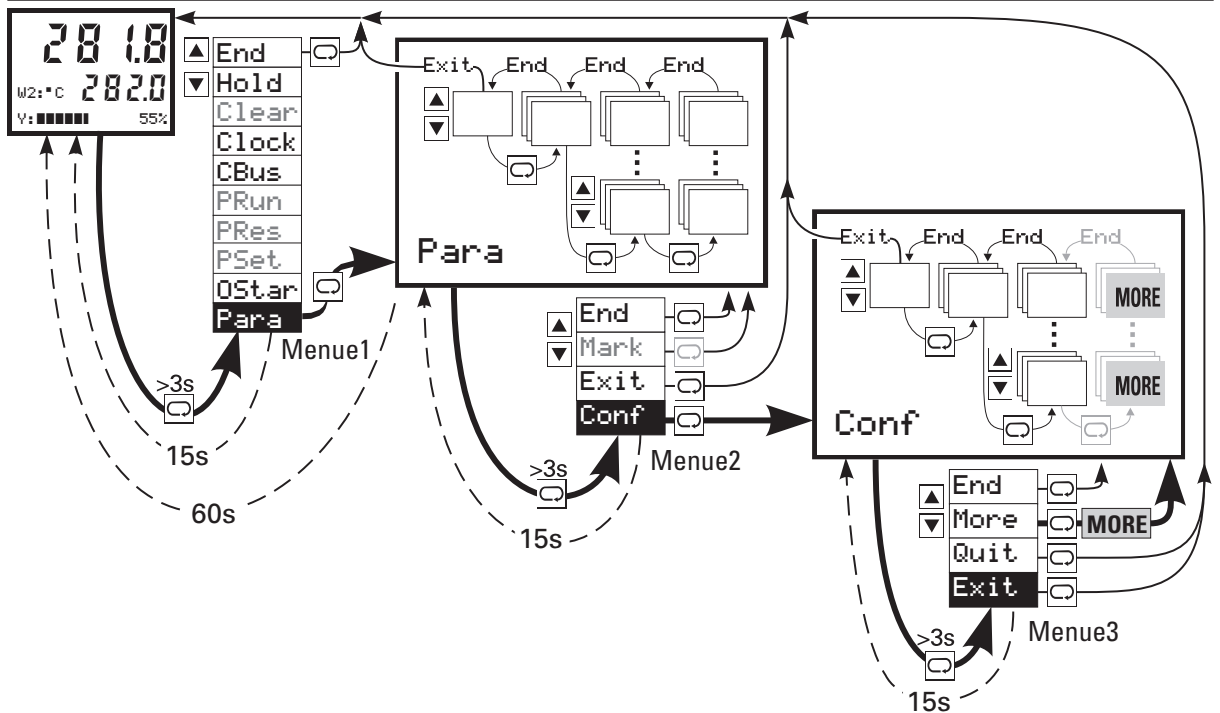 281.8
W2:°C 282.0
Y: 55%
End
Hold
Clear
Clock
CBus
PRun
PRes
PSet
OStar
Para
Menue1
>3s
15s
60s
Exit End End End
Para
End
Mark
Exit
Conf
Menue2
>3s
15s
Exit End End End
MORE
MORE
Conf
End
More MORE
Quit
Exit
Menue3
>3s
15s